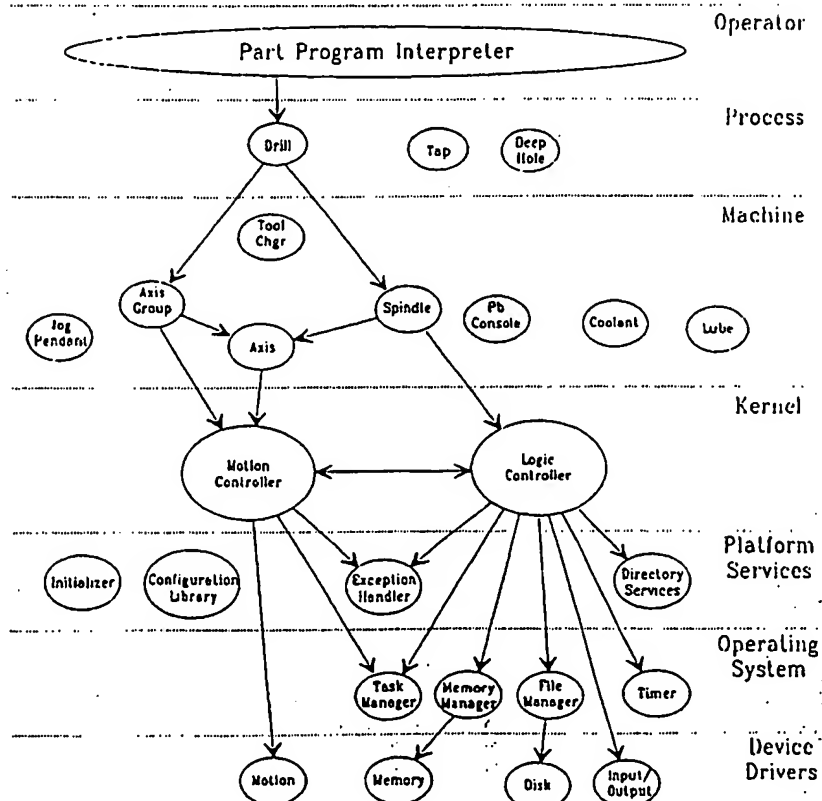 Operator
Part Program Interpreter
Process
Drill
Tap
Deep
Hole
Machine
Tool
Chgr
Axis
Group
Spindle
Pb
Console
Coolant
Lube
Jog
Pendant
Axis
Kernel
Motion
Controller
Logic
Controller
Platform
Services
Initializer
Configuration
Library
Exception
Handler
Directory
Services
Operating
System
Task
Manager
Memory
Manager
File
Manager
Timer
Device
Drivers
Motion
Memory
Disk
Input/
Output